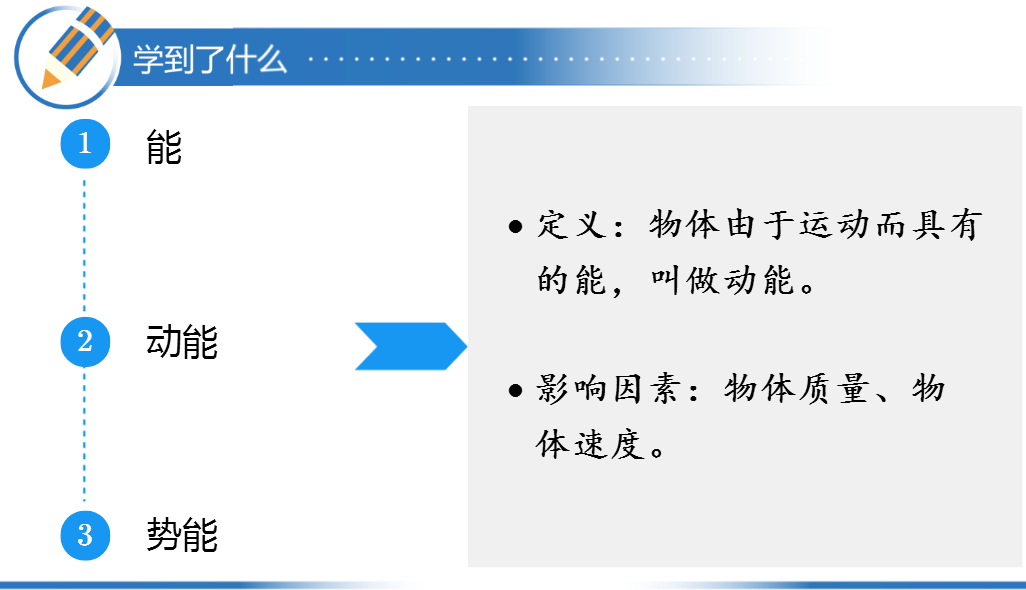 学到了什么
1 能
2 动能
3 势能
• 定义：物体由于运动而具有
的能，叫做动能。
• 影响因素：物体质量、物
体速度。